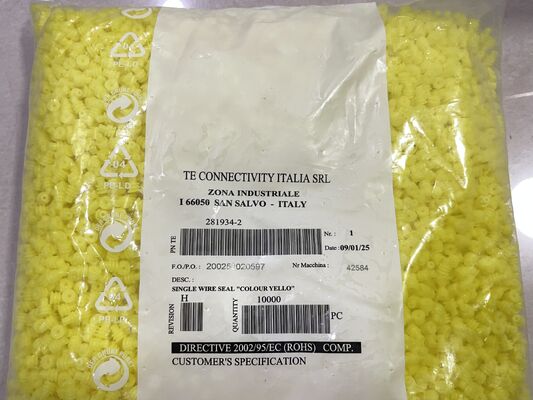 04
PE-LD
04
PE-LD
04
TE CONNECTIVITY ITALIA SRL
ZONA INDUSTRIALE
I 66050 SAN SALVO - ITALY
281934-2
PN TE
Nr. : 1
Date : 09/01/25
F.O./P.O. : 20025 020597
Nr Macchina : 42584
DESC. :
SINGLE WIRE SEAL "COLOUR YELLO"
REVISION
H
QUANTITY
10000
PC
DIRECTIVE 2002/95/EC (ROHS) COMP.
CUSTOMER'S SPECIFICATION